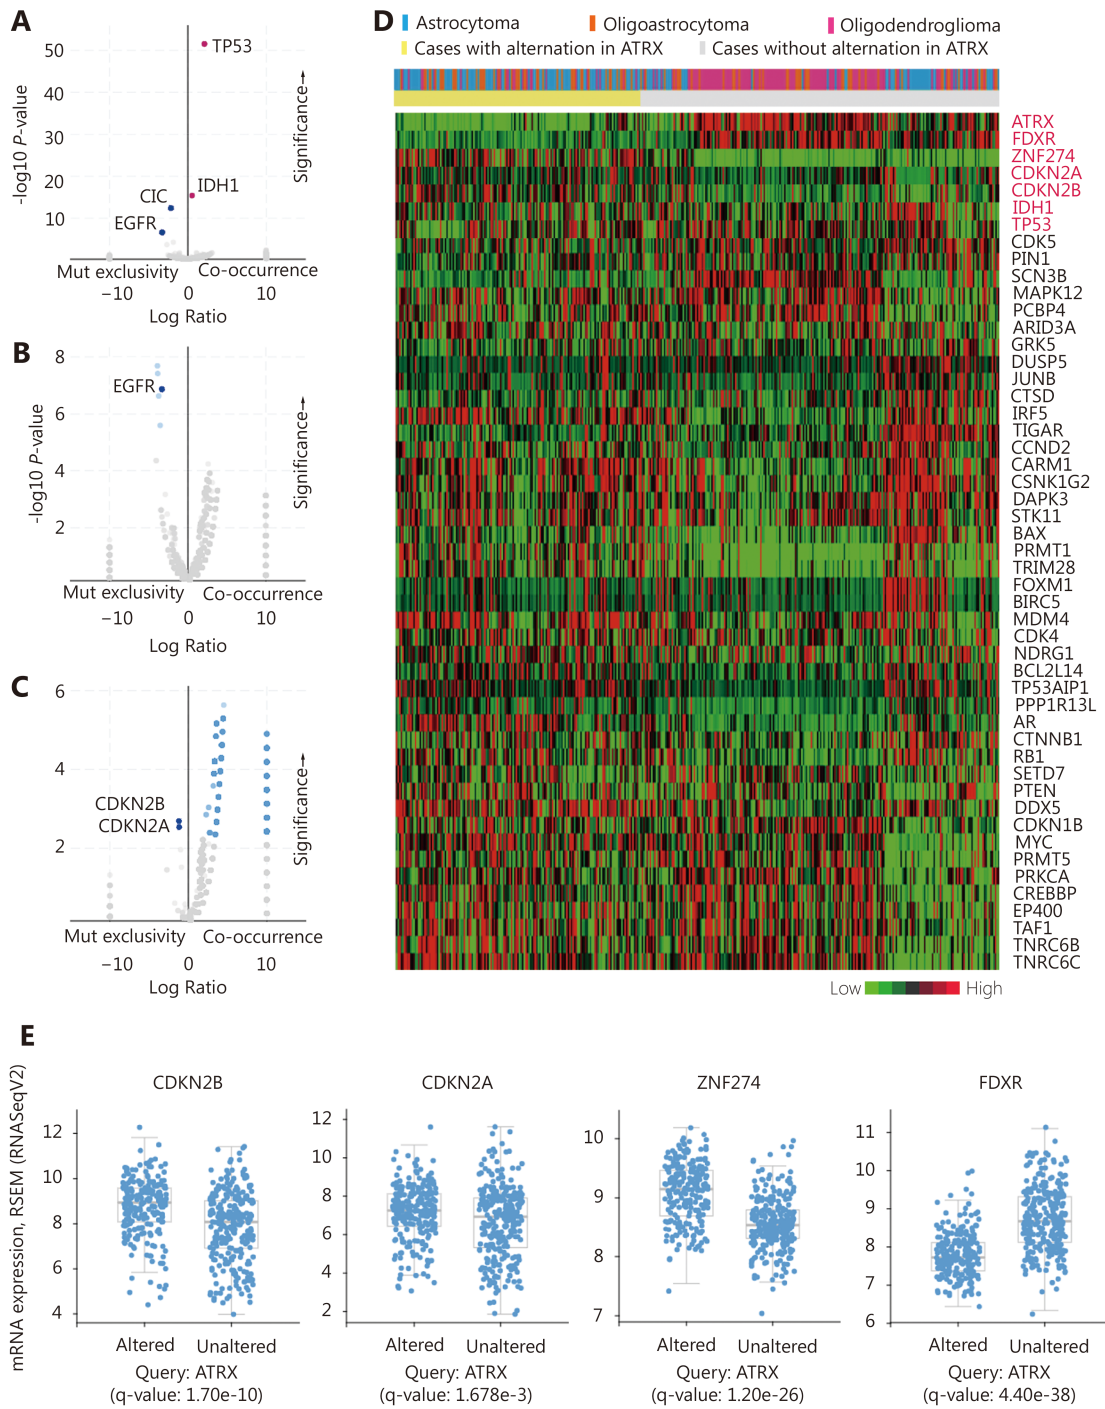 A
50
40
30
20
10
-log10 P-value
TP53
IDH1
CIC
EGFR
Significance→
Mut exclusivity
Co-occurrence
−10
0
10
Log Ratio
B
8
6
4
2
-log10 P-value
EGFR
Significance→
Mut exclusivity
Co-occurrence
−10
0
10
Log Ratio
C
6
4
2
CDKN2B
CDKN2A
Significance→
Mut exclusivity
Co-occurrence
−10
0
10
Log Ratio
D
Astrocytoma
Oligoastrocytoma
Oligodendroglioma
Cases with alternation in ATRX
Cases without alternation in ATRX
ATRX
FDXR
ZNF274
CDKN2A
CDKN2B
IDH1
TP53
CDK5
PIN1
SCN3B
MAPK12
PCBP4
ARID3A
GRK5
DUSP5
JUNB
CTSD
IRF5
TIGAR
CCND2
CARM1
CSNK1G2
DAPK3
STK11
BAX
PRMT1
TRIM28
FOXM1
BIRC5
MDM4
CDK4
NDRG1
BCL2L14
TP53AIP1
PPP1R13L
AR
CTNNB1
RB1
SETD7
PTEN
DDX5
CDKN1B
MYC
PRMT5
PRKCA
CREBBP
EP400
TAF1
TNRC6B
TNRC6C
Low
High
E
mRNA expression, RSEM (RNASeqV2)
CDKN2B
12
10
8
6
4
Altered
Unaltered
Query: ATRX
(q-value: 1.70e-10)
CDKN2A
12
10
8
6
4
2
Altered
Unaltered
Query: ATRX
(q-value: 1.678e-3)
ZNF274
10
9
8
7
Altered
Unaltered
Query: ATRX
(q-value: 1.20e-26)
FDXR
11
10
9
8
7
6
Altered
Unaltered
Query: ATRX
(q-value: 4.40e-38)